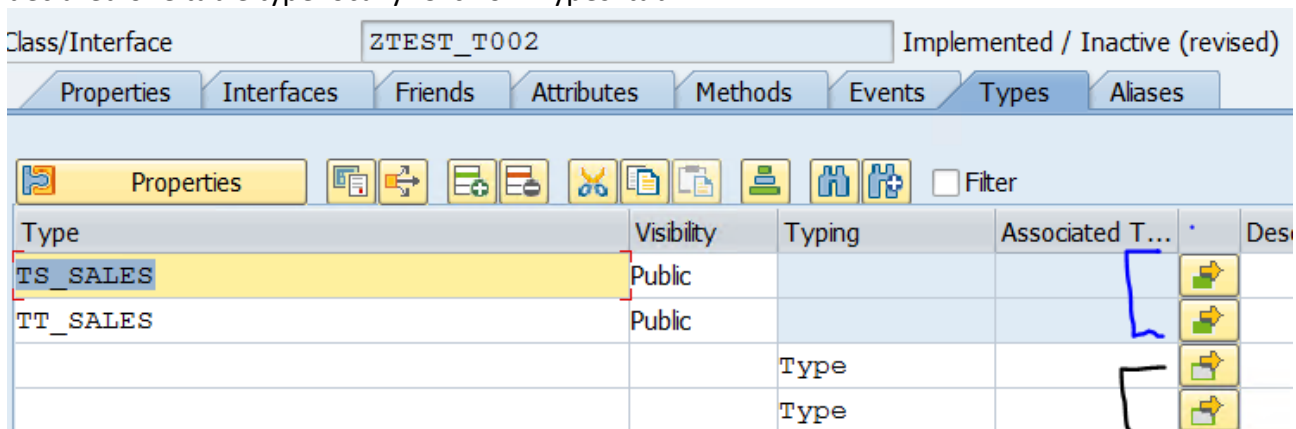 Class/Interface ZTEST_T002 Implemented / Inactive (revised)
Properties Interfaces Friends Attributes Methods Events Types Aliases
Properties Filter
Type Visibility Typing Associated T... Desc
TS_SALES Public
TT_SALES Public
Type
Type